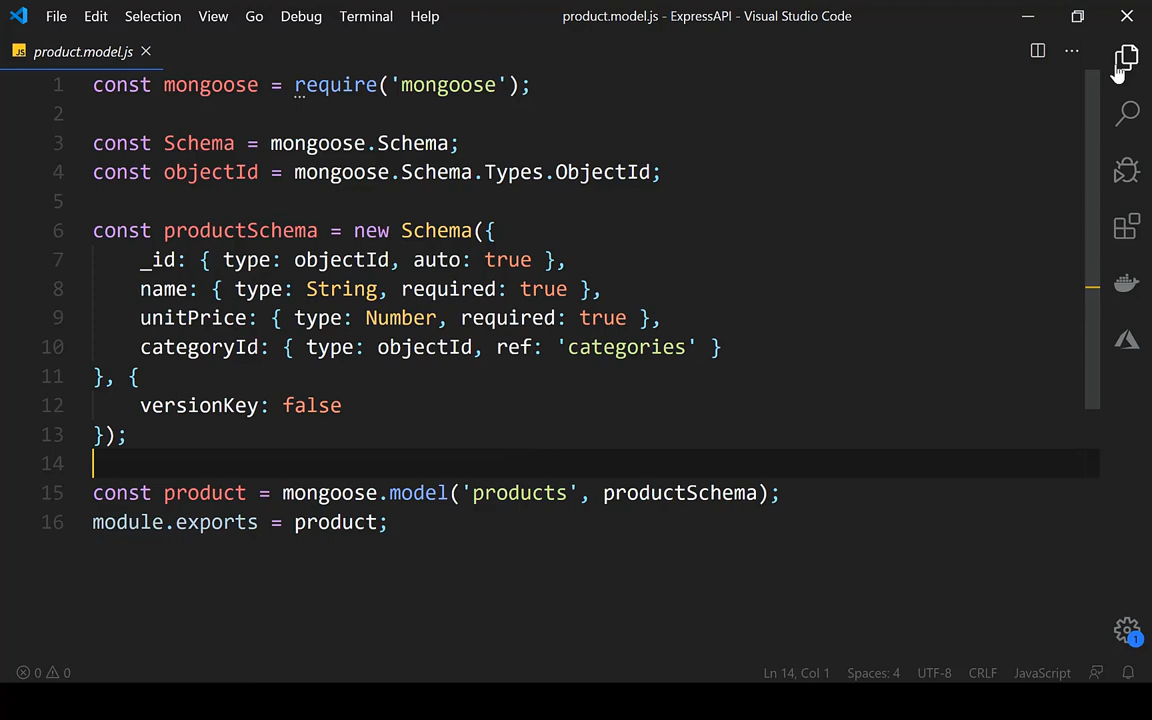 File Edit Selection View Go Debug Terminal Help product.model.js - ExpressAPI - Visual Studio Code
JS product.model.js
1 const mongoose = require('mongoose');
2
3 const Schema = mongoose.Schema;
4 const objectId = mongoose.Schema.Types.ObjectId;
5
6 const productSchema = new Schema({
7 _id: { type: objectId, auto: true },
8 name: { type: String, required: true },
9 unitPrice: { type: Number, required: true },
10 categoryId: { type: objectId, ref: 'categories' }
11 }, {
12 versionKey: false
13 });
14
15 const product = mongoose.model('products', productSchema);
16 module.exports = product;
1
0 0 Ln 14, Col 1 Spaces: 4 UTF-8 CRLF JavaScript